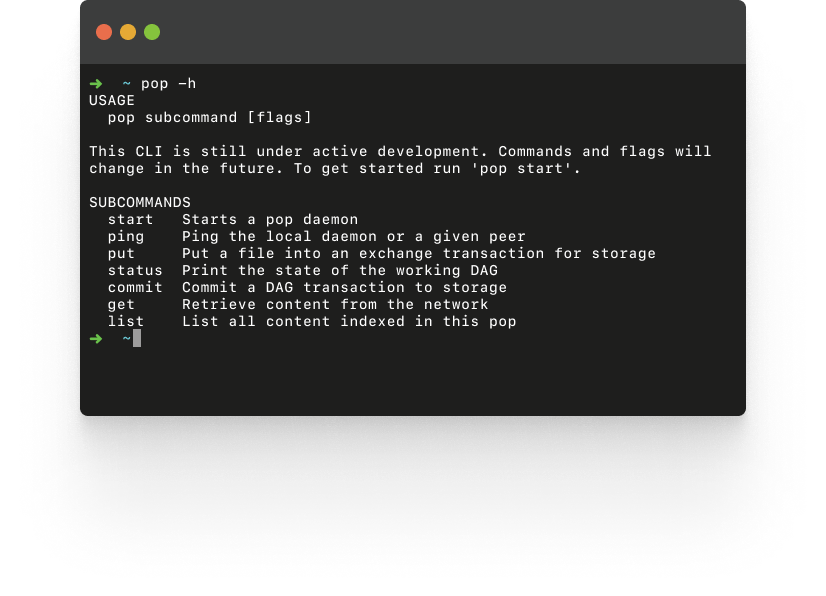 ➜  ~ pop -h
USAGE
  pop subcommand [flags]

This CLI is still under active development. Commands and flags will
change in the future. To get started run 'pop start'.

SUBCOMMANDS
  start   Starts a pop daemon
  ping    Ping the local daemon or a given peer
  put     Put a file into an exchange transaction for storage
  status  Print the state of the working DAG
  commit  Commit a DAG transaction to storage
  get     Retrieve content from the network
  list    List all content indexed in this pop
➜  ~